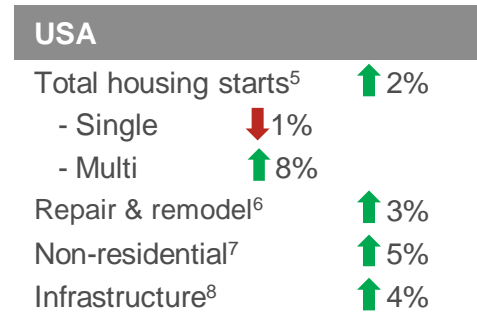 USA
Total housing starts⁵ ⬆2%
- Single ⬇1%
- Multi ⬆8%
Repair & remodel⁶ ⬆3%
Non-residential⁷ ⬆5%
Infrastructure⁸ ⬆4%